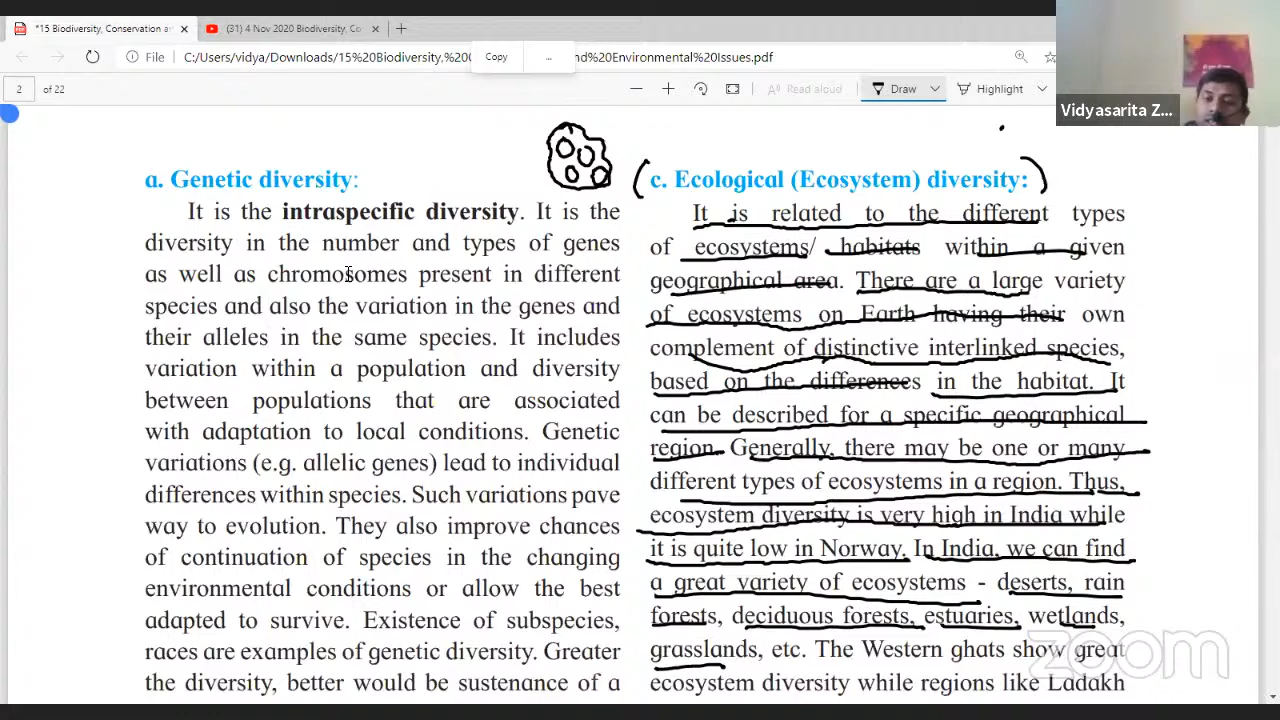 *15 Biodiversity, Conservation an
(31) 4 Nov 2020 Biodiversity, Co
File
C:/Users/vidya/Downloads/15%20Biodiversity,%20C
nd%20Environmental%20Issues.pdf
Copy
...
2
of 22
Read aloud
Draw
Highlight
Vidyasarita Z...
a. Genetic diversity:
It is the intraspecific diversity. It is the
diversity in the number and types of genes
as well as chromosomes present in different
species and also the variation in the genes and
their alleles in the same species. It includes
variation within a population and diversity
between populations that are associated
with adaptation to local conditions. Genetic
variations (e.g. allelic genes) lead to individual
differences within species. Such variations pave
way to evolution. They also improve chances
of continuation of species in the changing
environmental conditions or allow the best
adapted to survive. Existence of subspecies,
races are examples of genetic diversity. Greater
the diversity, better would be sustenance of a
c. Ecological (Ecosystem) diversity:
It is related to the different types
of ecosystems/ habitats within a given
geographical area. There are a large variety
of ecosystems on Earth having their own
complement of distinctive interlinked species,
based on the differences in the habitat. It
can be described for a specific geographical
region. Generally, there may be one or many
different types of ecosystems in a region. Thus,
ecosystem diversity is very high in India while
it is quite low in Norway. In India, we can find
a great variety of ecosystems - deserts, rain
forests, deciduous forests, estuaries, wetlands,
grasslands, etc. The Western ghats show great
ecosystem diversity while regions like Ladakh
zoom